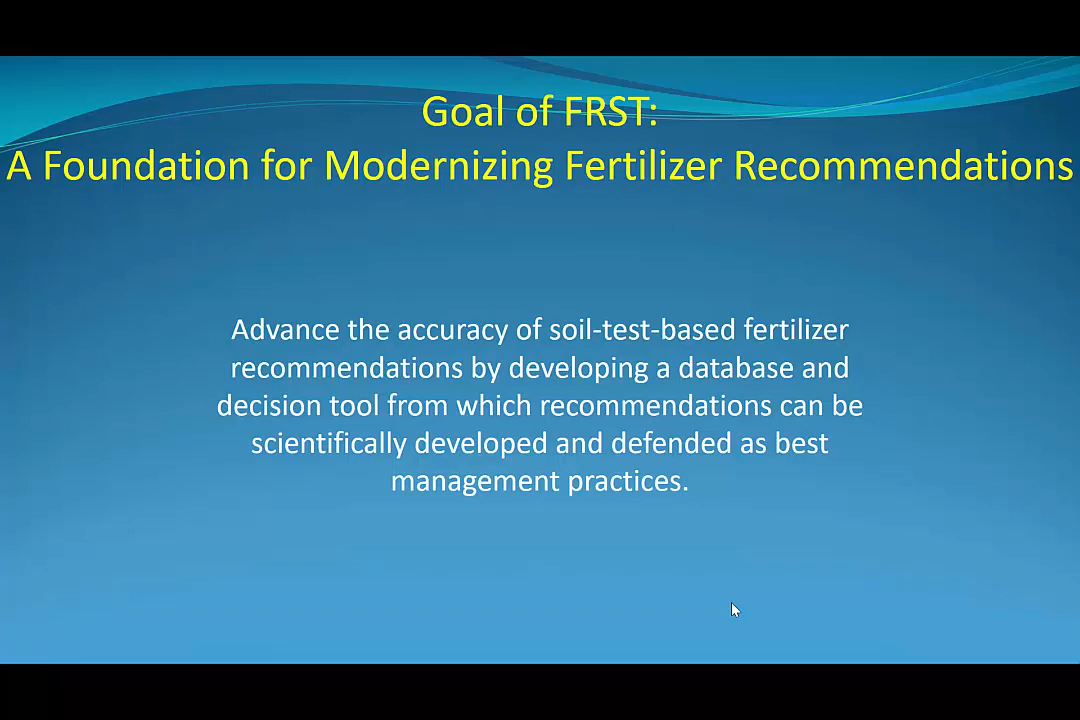 Goal of FRST:
A Foundation for Modernizing Fertilizer Recommendations
Advance the accuracy of soil-test-based fertilizer
recommendations by developing a database and
decision tool from which recommendations can be
scientifically developed and defended as best
management practices.